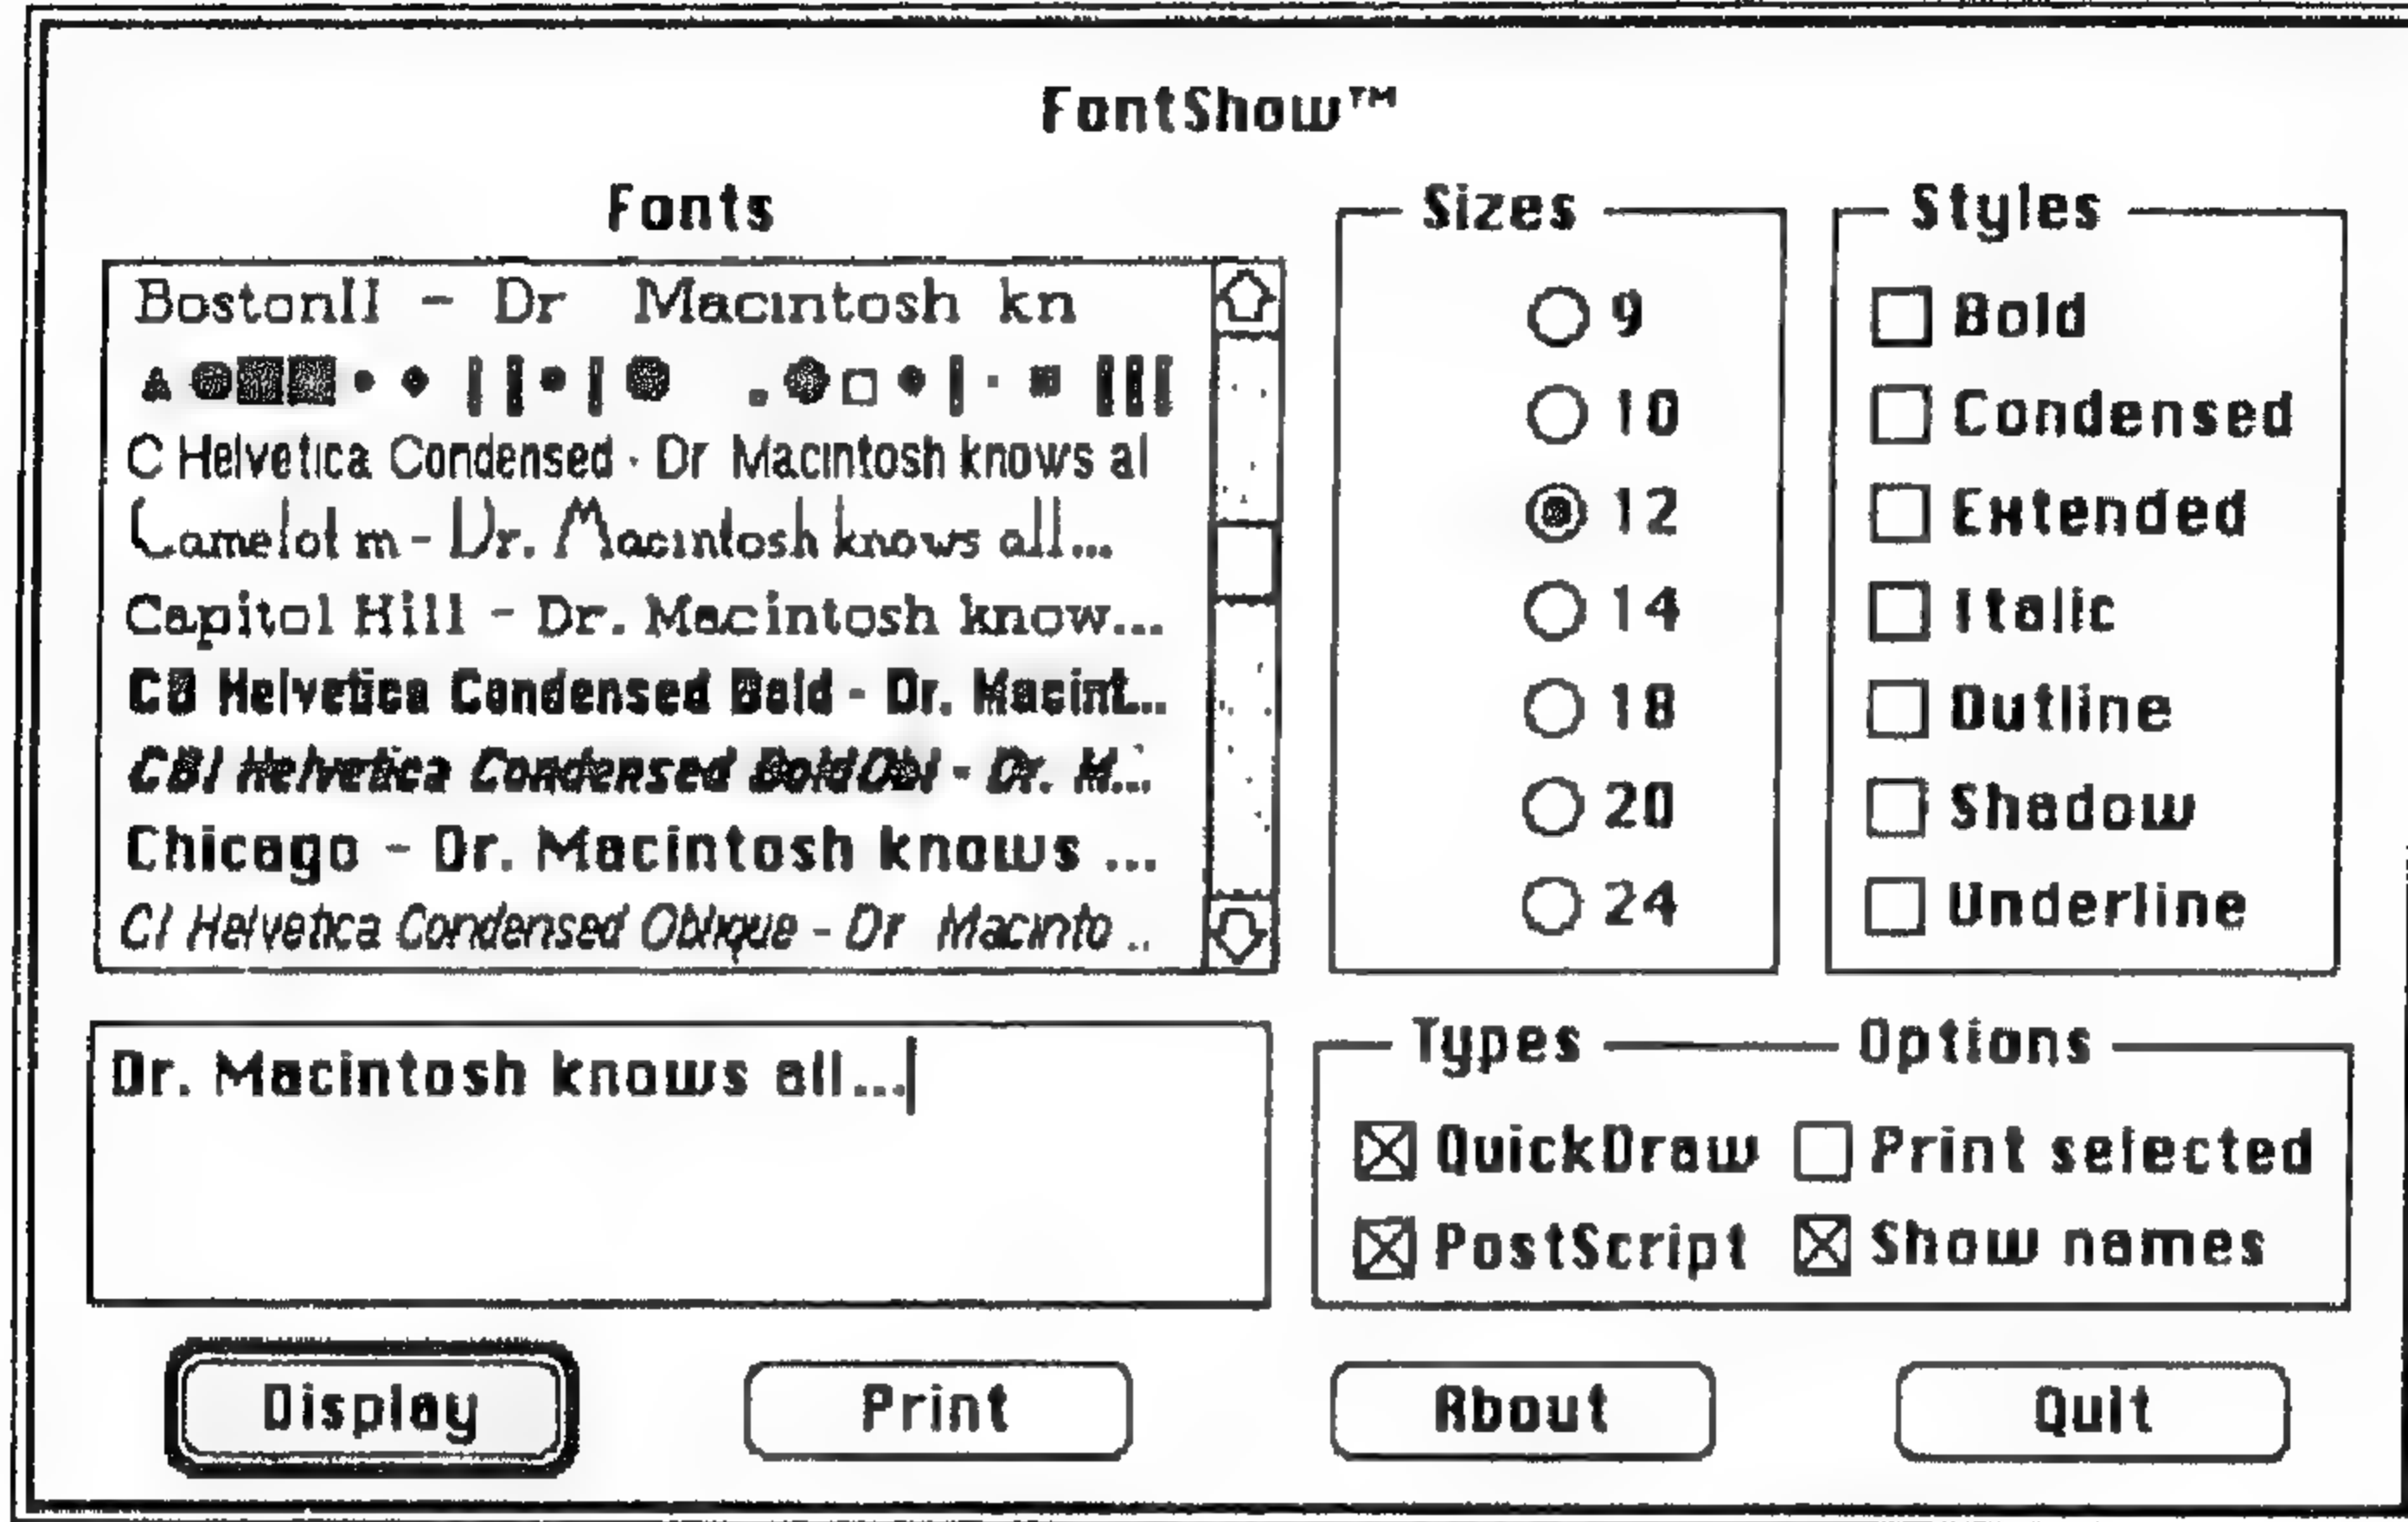 FontShow™
Fonts
BostonII - Dr Macintosh kn
C Helvetica Condensed - Dr Macintosh knows al
Camelot m - Dr. Macintosh knows all...
Capitol Hill - Dr. Macintosh know...
CB Helvetica Condensed Bold - Dr. Macint...
CBI Helvetica Condensed BoldObl - Dr. M...
Chicago - Dr. Macintosh knows ...
CI Helvetica Condensed Oblique - Dr Macinto ..
Sizes
9
10
12
14
18
20
24
Styles
Bold
Condensed
Extended
Italic
Outline
Shadow
Underline
Dr. Macintosh knows all...
Types
QuickDraw
PostScript
Options
Print selected
Show names
Display
Print
About
Quit